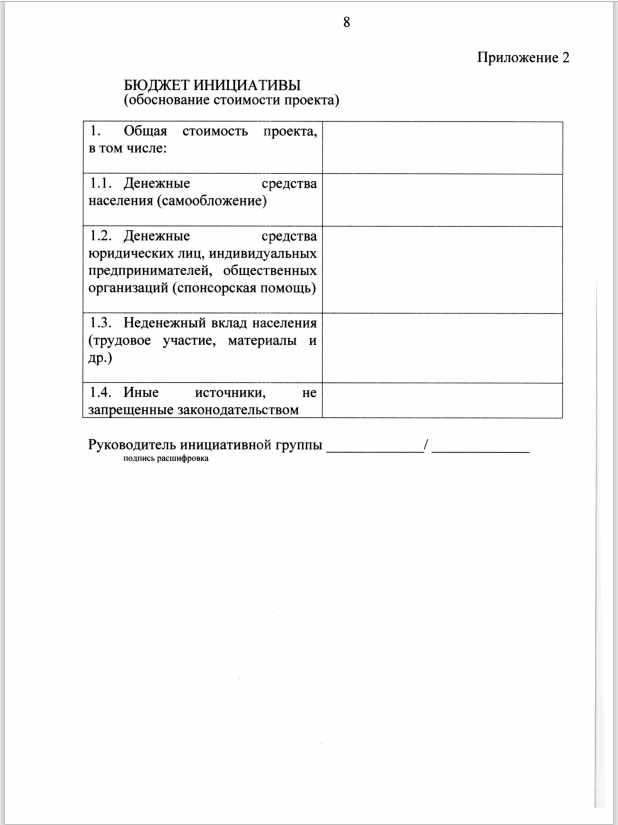 8
Приложение 2
БЮДЖЕТ ИНИЦИАТИВЫ
(обоснование стоимости проекта)
1. Общая стоимость проекта,
в том числе:
1.1. Денежные средства
населения (самообложение)
1.2. Денежные средства
юридических лиц, индивидуальных
предпринимателей, общественных
организаций (спонсорская помощь)
1.3. Неденежный вклад населения
(трудовое участие, материалы и
др.)
1.4. Иные источники, не
запрещенные законодательством
Руководитель инициативной группы _____________/ _____________
подпись расшифровка